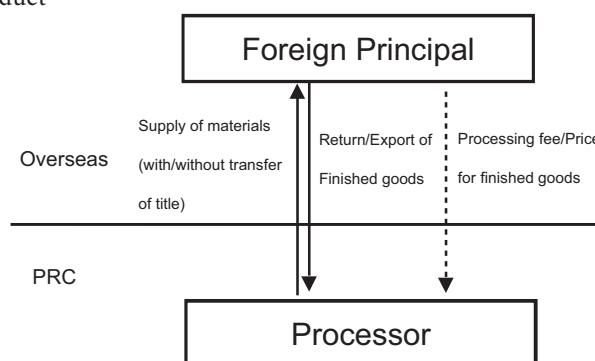 duct
Foreign Principal
Supply of materials
(with/without transfer
of title)
Return/Export of
Finished goods
Processing fee/Price
for finished goods
Overseas
PRC
Processor